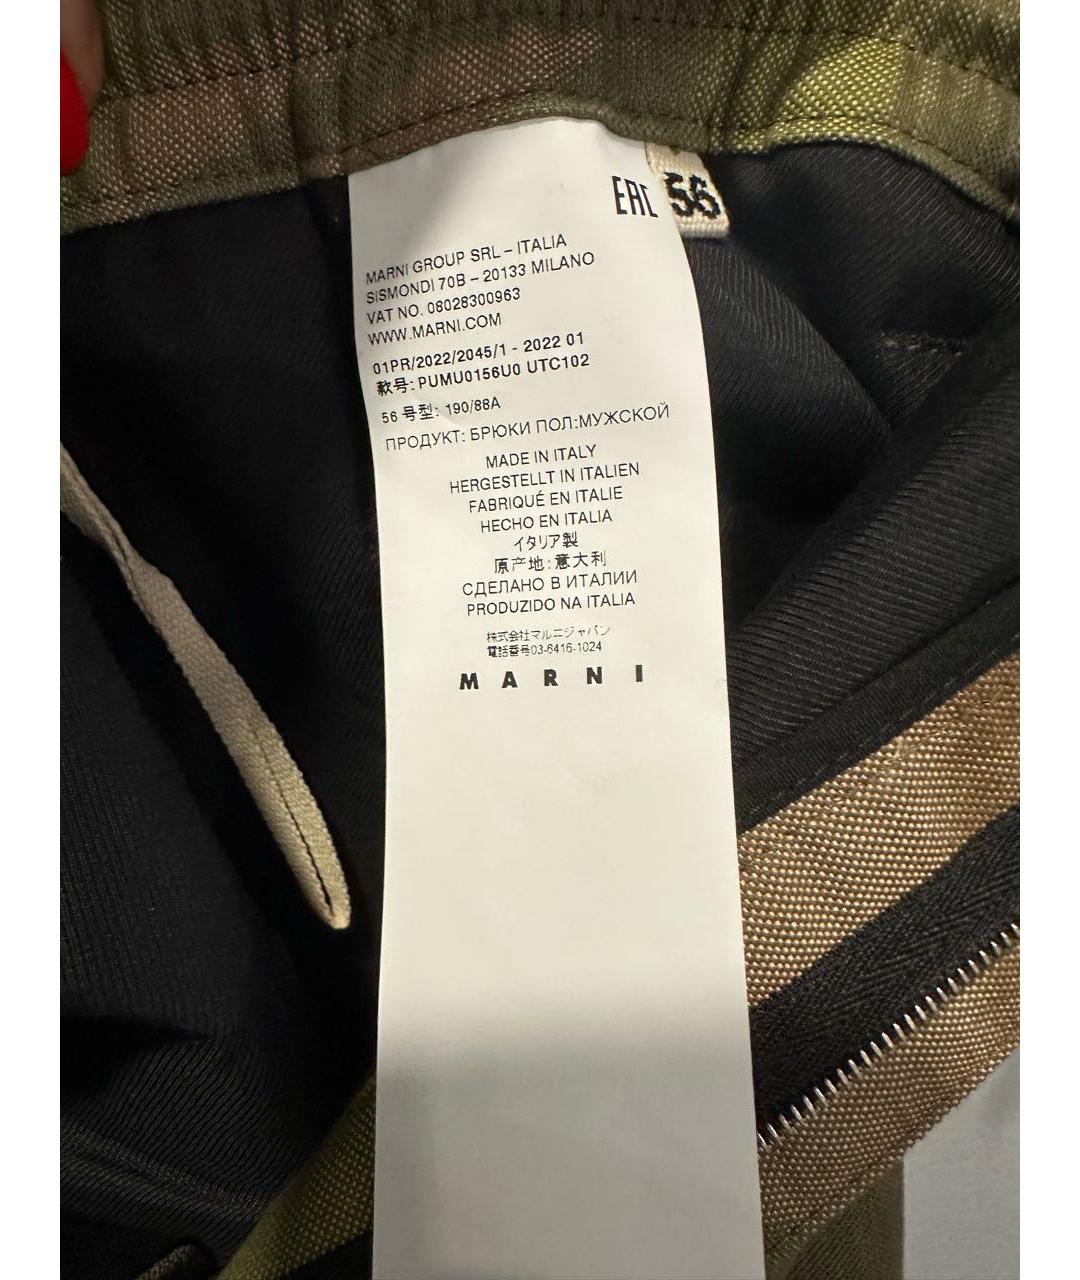 EAC 56
MARNI GROUP SRL – ITALIA
SISMONDI 70B – 20133 MILANO
VAT NO. 08028300963
WWW.MARNI.COM
01PR/2022/2045/1 - 2022 01
款号: PUMU0156U0 UTC102
56 号型: 190/88A
ПРОДУКТ: БРЮКИ ПОЛ:МУЖСКОЙ
MADE IN ITALY
HERGESTELLT IN ITALIEN
FABRIQUÉ EN ITALIE
HECHO EN ITALIA
イタリア製
原产地: 意大利
СДЕЛАНО В ИТАЛИИ
PRODUZIDO NA ITALIA
株式会社マルニジャパン
電話番号03-6416-1024
MARNI